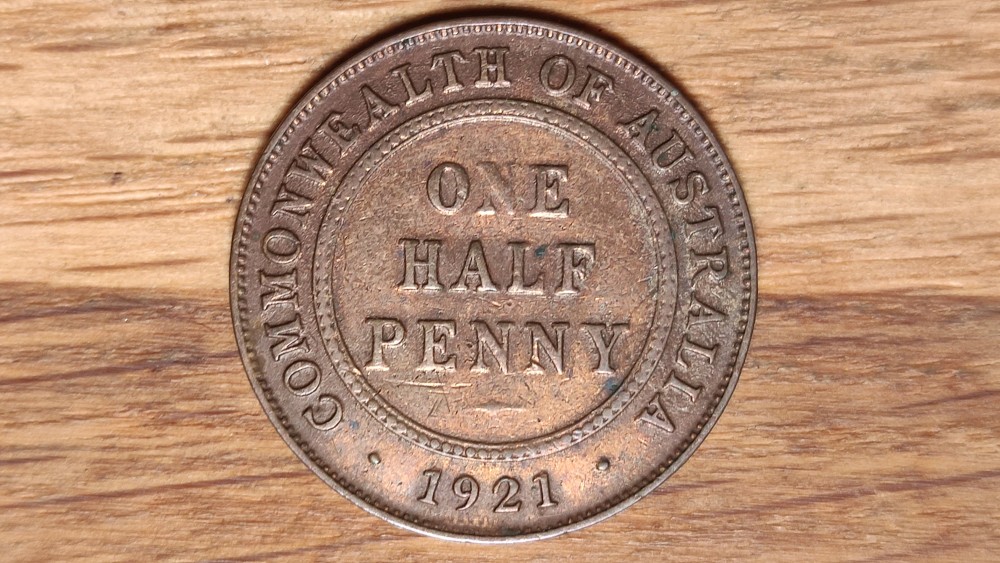 COMMONWEALTH OF AUSTRALIA
ONE
HALF
PENNY
· 1921 ·